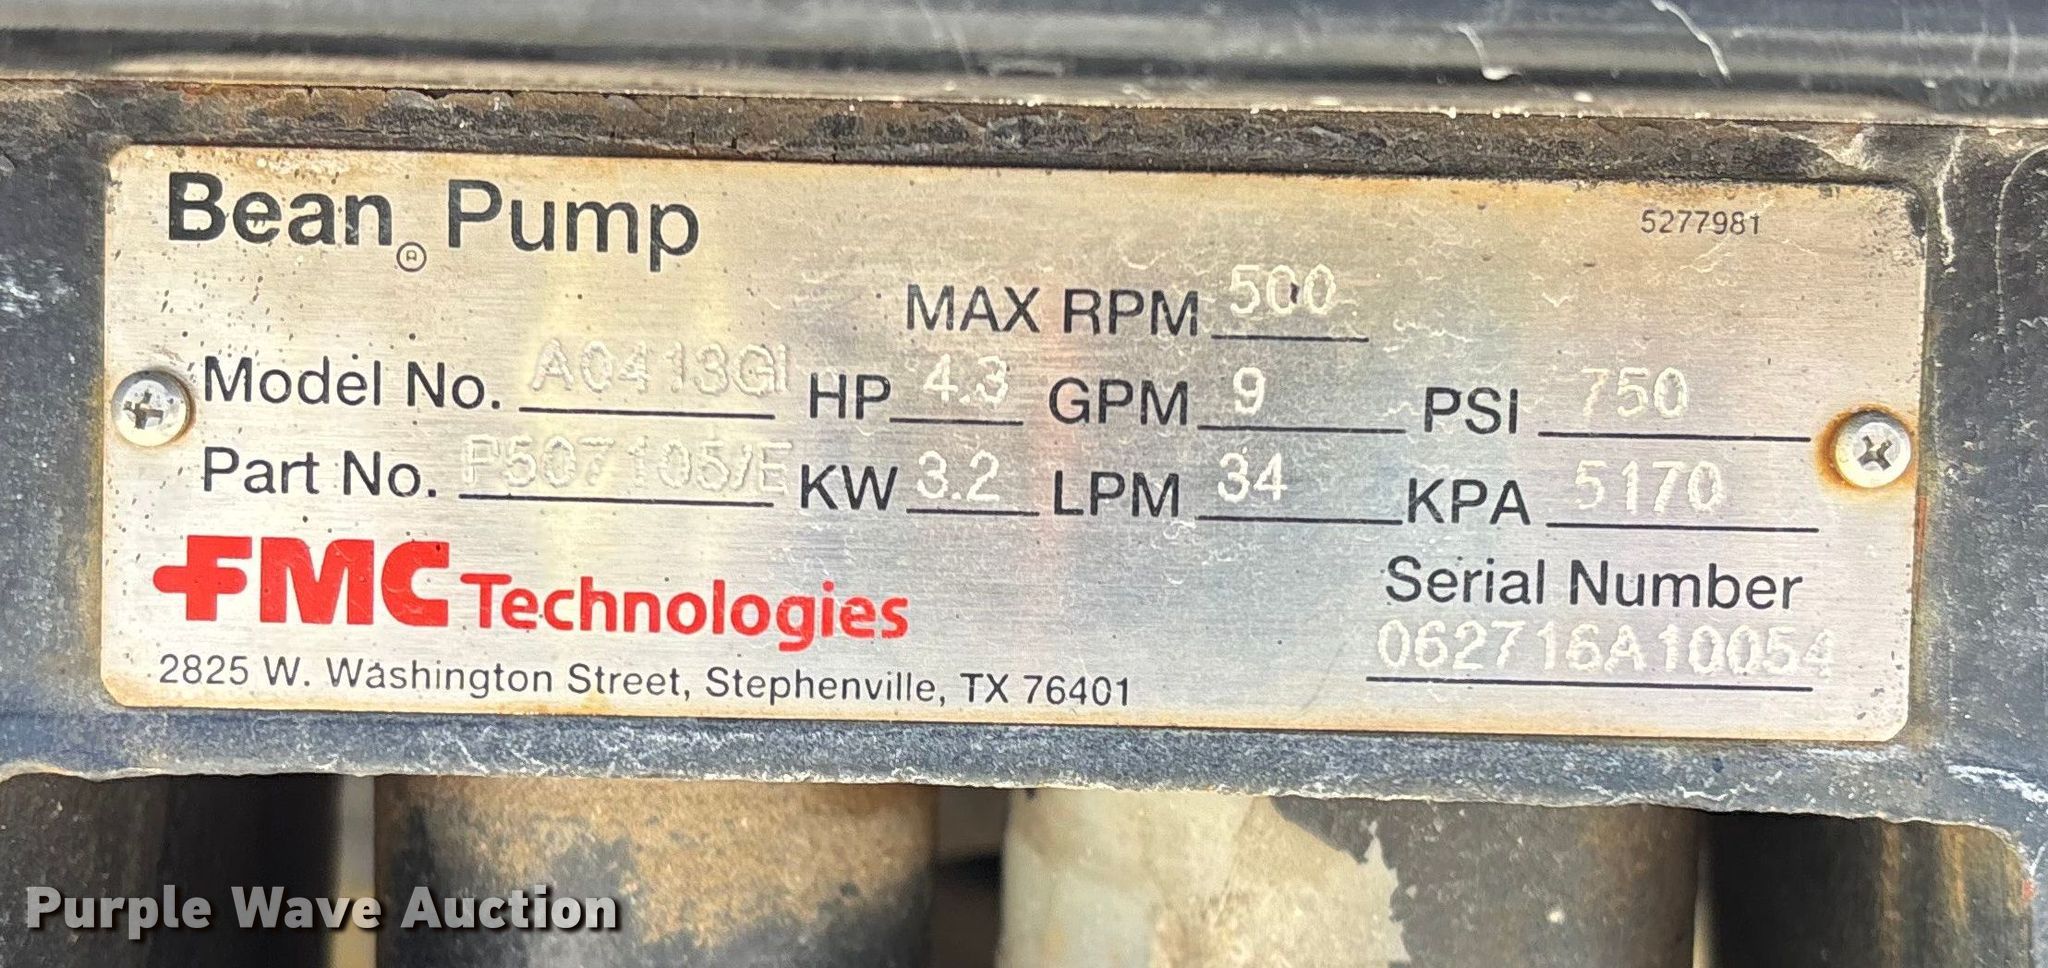 Bean® Pump
5277981
MAX RPM 500
Model No. A0413GI HP 4.3 GPM 9 PSI 750
Part No. P507105/E KW 3.2 LPM 34 KPA 5170
FMC Technologies
Serial Number
062716A10054
2825 W. Washington Street, Stephenville, TX 76401
Purple Wave Auction